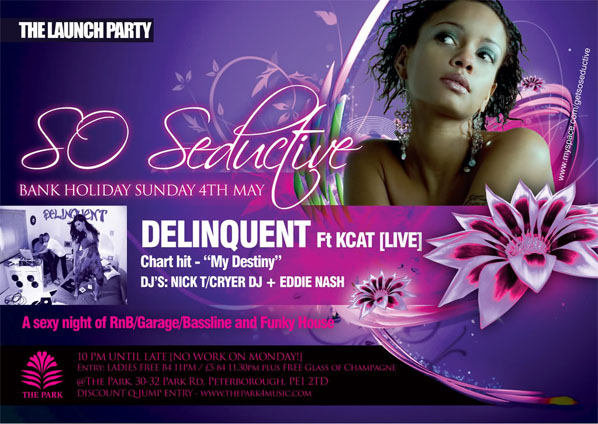 THE LAUNCH PARTY
www.myspace.com/getsoseductive
SO Seductive
BANK HOLIDAY SUNDAY 4TH MAY
DELINQUENT
DELINQUENT Ft KCAT [LIVE]
Chart hit - “My Destiny”
DJ'S: NICK T/CRYER DJ + EDDIE NASH
A sexy night of RnB/Garage/Bassline and Funky House
10 PM UNTIL LATE [NO WORK ON MONDAY!]
Entry: LADIES FREE B4 11PM / £5 64 11.30PM PLUS FREE GLASS OF CHAMPAGNE
@THE PARK, 30-32 PARK RD, PETERBOROUGH, PE1 2TD
DISCOUNT Q-JUMP ENTRY - WWW.THEPARK4MUSIC.COM
THE PARK